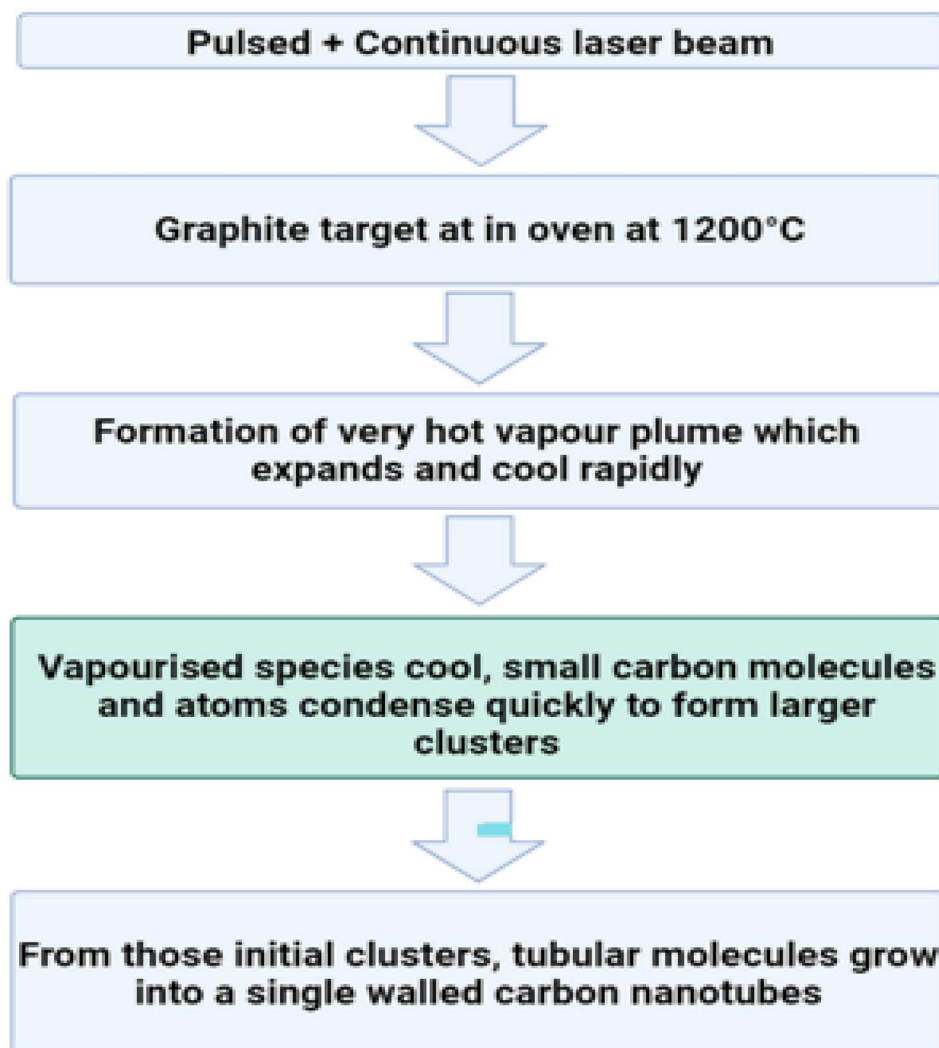 Pulsed + Continuous laser beam
Graphite target at in oven at 1200°C
Formation of very hot vapour plume which
expands and cool rapidly
Vapourised species cool, small carbon molecules
and atoms condense quickly to form larger
clusters
From those initial clusters, tubular molecules grow
into a single walled carbon nanotubes